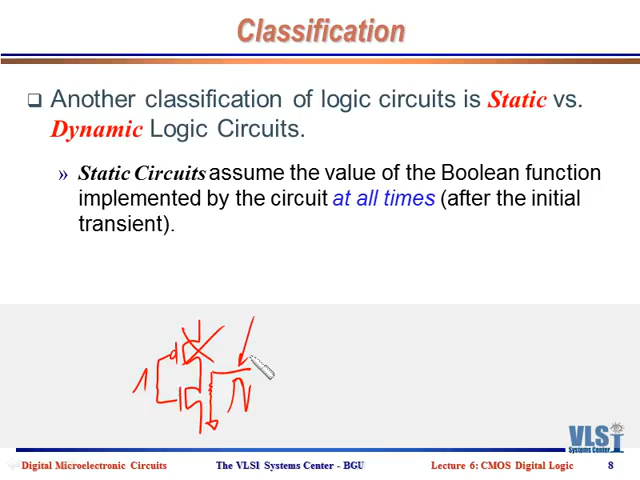 Classification
Another classification of logic circuits is Static vs.
Dynamic Logic Circuits.
» Static Circuits assume the value of the Boolean function
implemented by the circuit at all times (after the initial
transient).
1
VLSI
Systems Center
Digital Microelectronic Circuits
The VLSI Systems Center - BGU
Lecture 6: CMOS Digital Logic
8